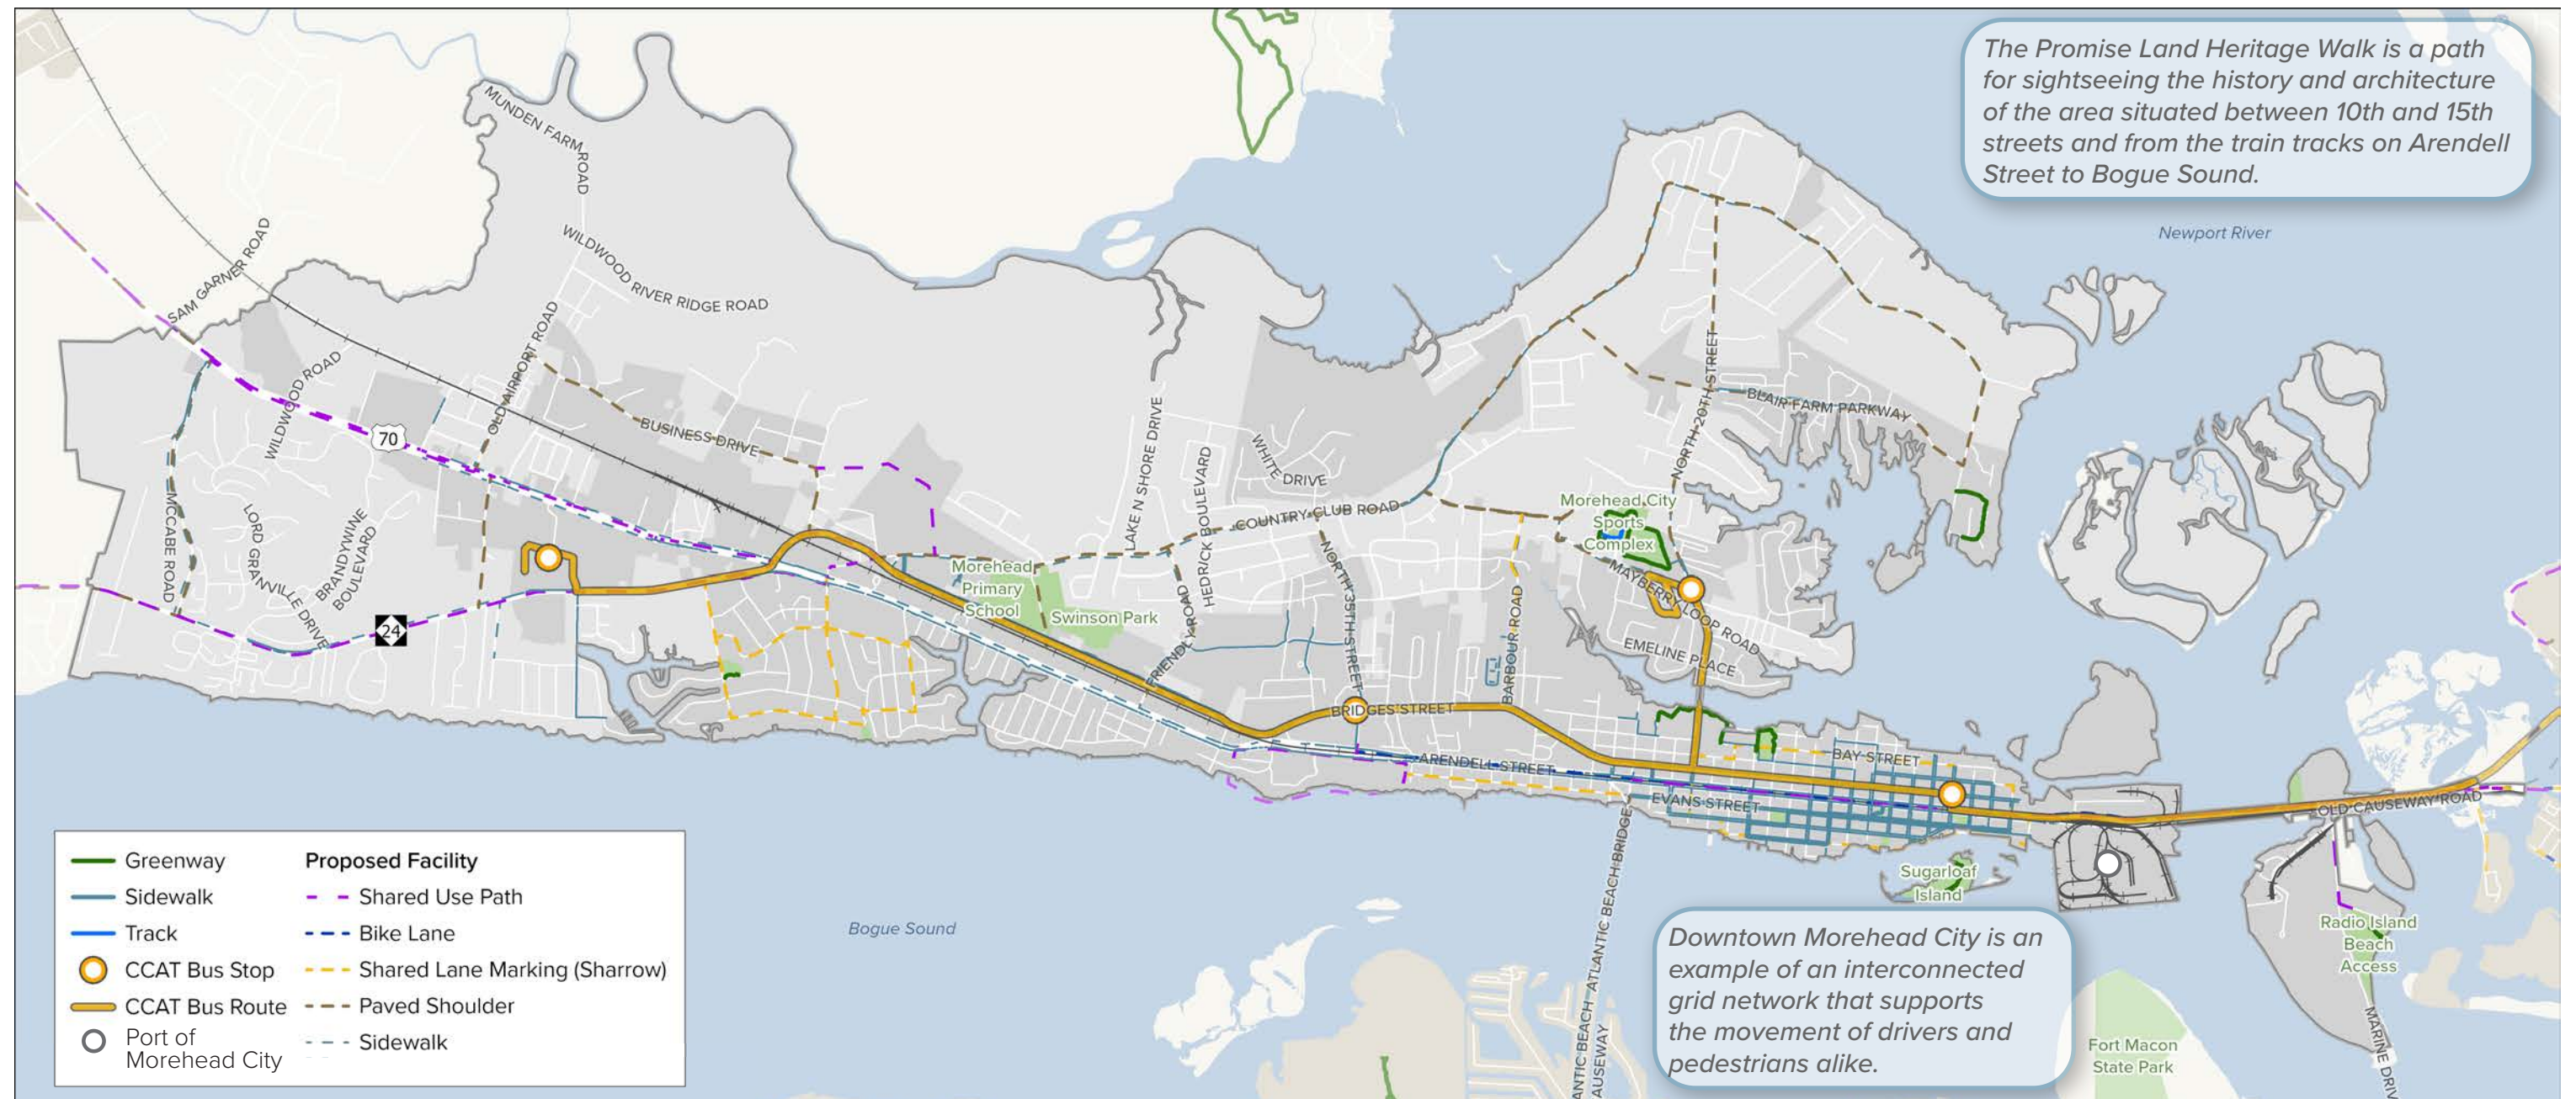 The Promise Land Heritage Walk is a path
for sightseeing the history and architecture
of the area situated between 10th and 15th
streets and from the train tracks on Arendell
Street to Bogue Sound.
Newport River
MUNDEN FARM ROAD
WILDWOOD RIVER RIDGE ROAD
SAM GARNER ROAD
OLD AIRPORT ROAD
WILDWOOD ROAD
70
BUSINESS DRIVE
LAKE N SHORE DRIVE
HEDRICK BOULEVARD
WHITE DRIVE
COUNTRY CLUB ROAD
NORTH 20TH STREET
BLAIR FARM PARKWAY
Morehead City
Sports
Complex
MCCABE ROAD
LORD GRANVILLE DRIVE
BRANDYWINE
BOULEVARD
24
Morehead
Primary
School
Swinson Park
FRIENDLY ROAD
NORTH 35TH STREET
BARBOUR ROAD
MAYBERRY LOOP ROAD
EMELINE PLACE
BRIDGES STREET
ARENDELL STREET
BAY STREET
EVANS STREET
OLD CAUSEWAY ROAD
ATLANTIC BEACH BRIDGE
Sugarloaf
Island
Radio Island
Beach
Access
MARINE DRIV
Bogue Sound
ANTIC BEACH
AUSEWAY
Downtown Morehead City is an
example of an interconnected
grid network that supports
the movement of drivers and
pedestrians alike.
Fort Macon
State Park
Greenway
Sidewalk
Track
CCAT Bus Stop
CCAT Bus Route
Port of
Morehead City
Proposed Facility
Shared Use Path
Bike Lane
Shared Lane Marking (Sharrow)
Paved Shoulder
Sidewalk